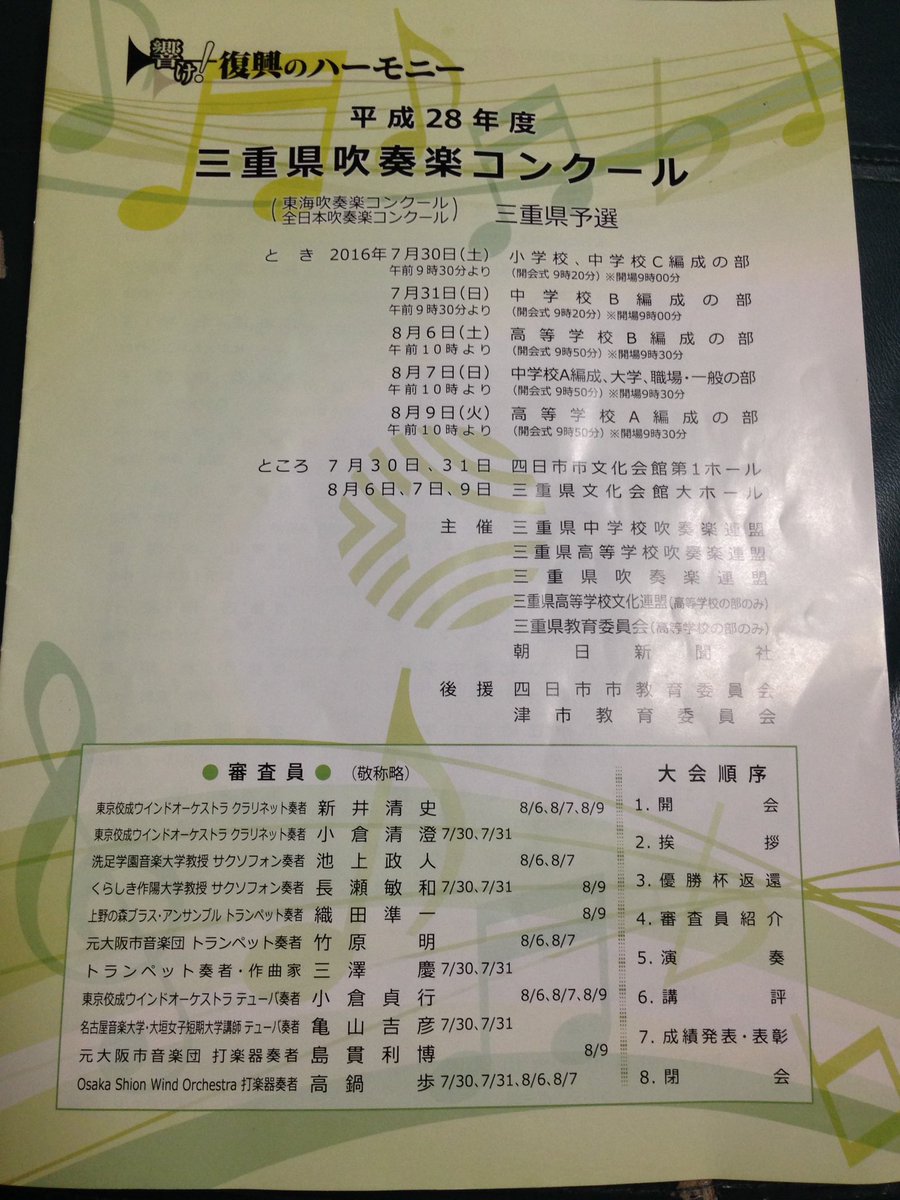 響け!復興のハーモニー
平成28年度
三重県吹奏楽コンクール
(東海吹奏楽コンクール
全日本吹奏楽コンクール) 三重県予選
とき 2016年7月30日(土) 小学校、中学校C編成の部
午前9時30分より (開会式 9時20分) ※開場9時00分
7月31日(日) 中学校B編成の部
午前9時30分より (開会式 9時20分) ※開場9時00分
8月6日(土) 高等学校B編成の部
午前10時より (開会式 9時50分) ※開場9時30分
8月7日(日) 中学校A編成、大学、職場・一般の部
午前10時より (開会式 9時50分) ※開場9時30分
8月9日(火) 高等学校A編成の部
午前10時より (開会式 9時50分) ※開場9時30分
ところ 7月30日、31日 四日市市文化会館第1ホール
8月6日、7日、9日 三重県文化会館大ホール
主催 三重県中学校吹奏楽連盟
三重県高等学校吹奏楽連盟
三重県吹奏楽連盟
三重県高等学校文化連盟(高等学校の部のみ)
三重県教育委員会(高等学校の部のみ)
朝日新聞社
後援 四日市市教育委員会
津市教育委員会
●審査員● (敬称略)
東京佼成ウインドオーケストラ クラリネット奏者 新井清史 8/6、8/7、8/9
東京佼成ウインドオーケストラ クラリネット奏者 小倉清澄 7/30、7/31
洗足学園音楽大学教授 サクソフォン奏者 池上政人 8/6、8/7
くらしき作陽大学教授 サクソフォン奏者 長瀬敏和 7/30、7/31 8/9
上野の森ブラス・アンサンブル トランペット奏者 織田準一 8/9
元大阪市音楽団 トランペット奏者 竹原明 8/6、8/7
トランペット奏者・作曲家 三澤慶 7/30、7/31
東京佼成ウインドオーケストラ テューバ奏者 小倉貞行 8/6、8/7、8/9
名古屋音楽大学・大垣女子短期大学講師 テューバ奏者 亀山吉彦 7/30、7/31
元大阪市音楽団 打楽器奏者 島貫利博 8/9
Osaka Shion Wind Orchestra 打楽器奏者 高鍋歩 7/30、7/31、8/6、8/7
大会順序
1. 開会
2. 挨拶
3. 優勝杯返還
4. 審査員紹介
5. 演奏
6. 講評
7. 成績発表・表彰
8. 閉会